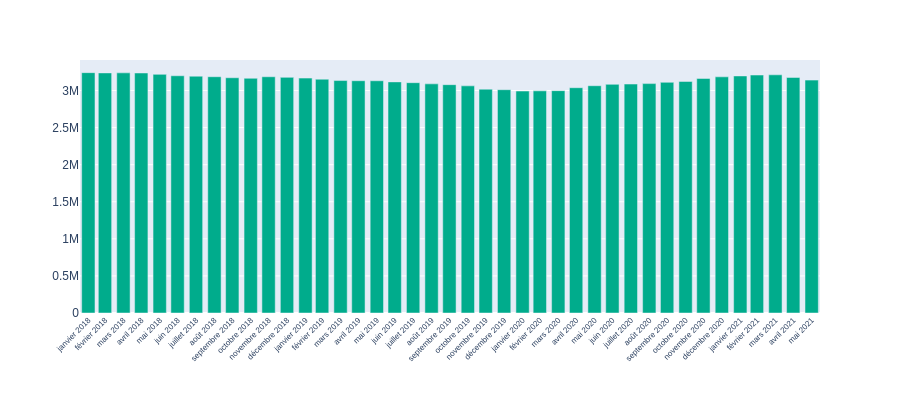 3M
2.5M
2M
1.5M
1M
0.5M
0
janvier 2018
février 2018
mars 2018
avril 2018
mai 2018
juin 2018
juillet 2018
août 2018
septembre 2018
octobre 2018
novembre 2018
décembre 2018
janvier 2019
février 2019
mars 2019
avril 2019
mai 2019
juin 2019
juillet 2019
août 2019
septembre 2019
octobre 2019
novembre 2019
décembre 2019
janvier 2020
février 2020
mars 2020
avril 2020
mai 2020
juin 2020
juillet 2020
août 2020
septembre 2020
octobre 2020
novembre 2020
décembre 2020
janvier 2021
février 2021
mars 2021
avril 2021
mai 2021